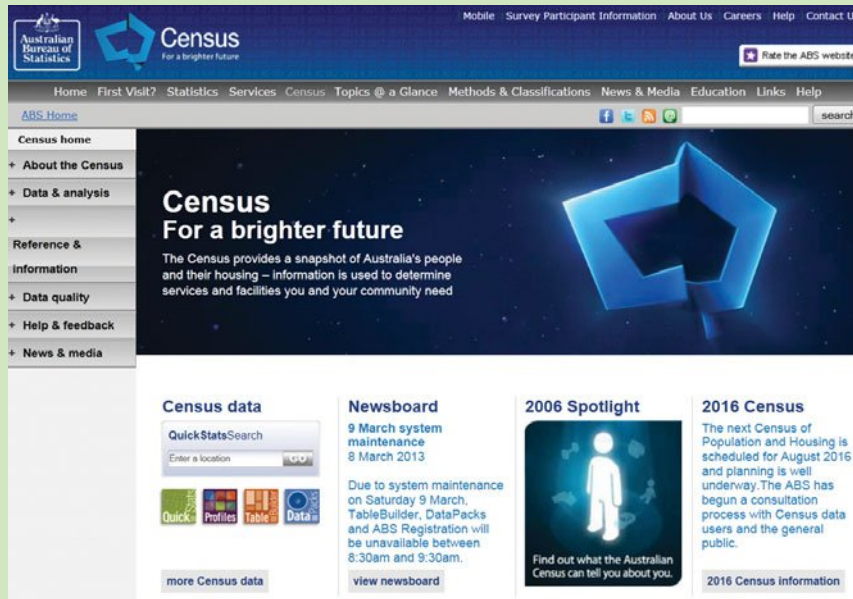 Mobile Survey Participant Information About Us Careers Help Contact U
Australian
Bureau of
Statistics
Census
For a brighter future
Rate the ABS website
Home First Visit? Statistics Services Census Topics @ a Glance Methods & Classifications News & Media Education Links Help
ABS Home
search
Census home
+ About the Census
+ Data & analysis
+
Reference &
information
+ Data quality
+ Help & feedback
+ News & media
Census
For a brighter future
The Census provides a snapshot of Australia's people
and their housing – information is used to determine
services and facilities you and your community need
Census data
QuickStatsSearch
Enter a location
GO
QuickStats
Profiles
TableBuilder
DataPacks
more Census data
Newsboard
9 March system
maintenance
8 March 2013
Due to system maintenance
on Saturday 9 March,
TableBuilder, DataPacks
and ABS Registration will
be unavailable between
8:30am and 9:30am.
view newsboard
2006 Spotlight
Find out what the Australian
Census can tell you about you.
2016 Census
The next Census of
Population and Housing is
scheduled for August 2016
and planning is well
underway.The ABS has
begun a consultation
process with Census data
users and the general
public.
2016 Census information